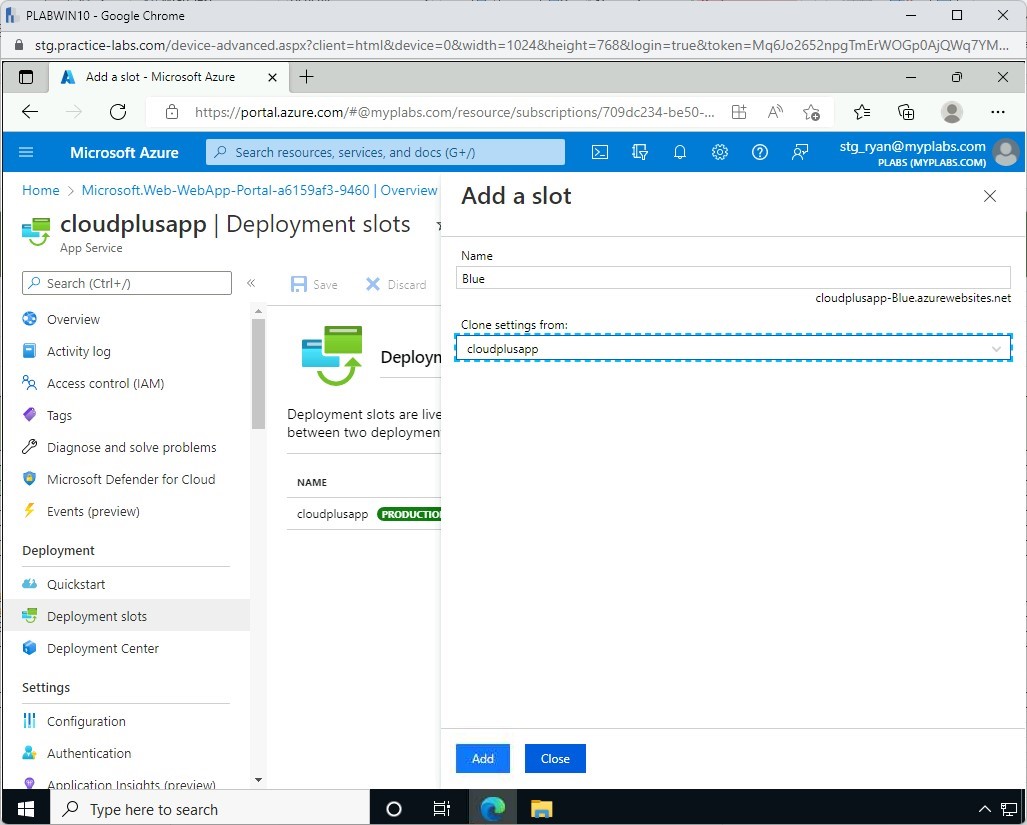 PLABWIN10 - Google Chrome
stg.practice-labs.com/device-advanced.aspx?client=html&device=0&width=1024&height=768&login=true&token=Mq6Jo2652npgTmErWOGp0AjQWq7YM...
Add a slot - Microsoft Azure
https://portal.azure.com/#@myplabs.com/resource/subscriptions/709dc234-be50-...
Microsoft Azure
Search resources, services, and docs (G+/)
stg_ryan@myplabs.com
PLABS (MYPLABS.COM)
Home > Microsoft.Web-WebApp-Portal-a6159af3-9460 | Overview
cloudplusapp | Deployment slots
App Service
Search (Ctrl+/)
«
Overview
Activity log
Access control (IAM)
Tags
Diagnose and solve problems
Microsoft Defender for Cloud
Events (preview)
Deployment
Quickstart
Deployment slots
Deployment Center
Settings
Configuration
Authentication
Application Insights (preview)
Save
Discard
Deploym
Deployment slots are live
between two deploymen
NAME
cloudplusapp PRODUCTIO
Add a slot
Name
Blue
cloudplusapp-Blue.azurewebsites.net
Clone settings from:
cloudplusapp
Add
Close
Type here to search